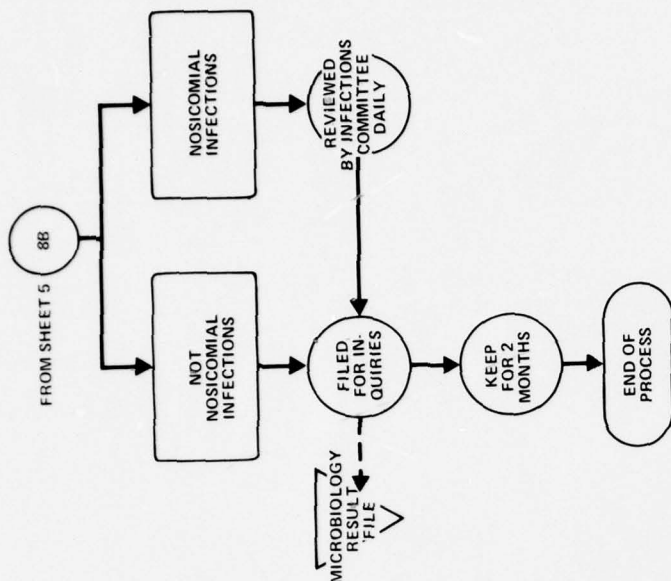 FROM SHEET 5
8B
NOT
NOSICOMIAL
INFECTIONS
NOSICOMIAL
INFECTIONS
REVIEWED
BY INFECTIONS
COMMITTEE
DAILY
FILED
FOR IN-
QUIRIES
MICROBIOLOGY
RESULT
FILE
KEEP
FOR 2
MONTHS
END OF
PROCESS